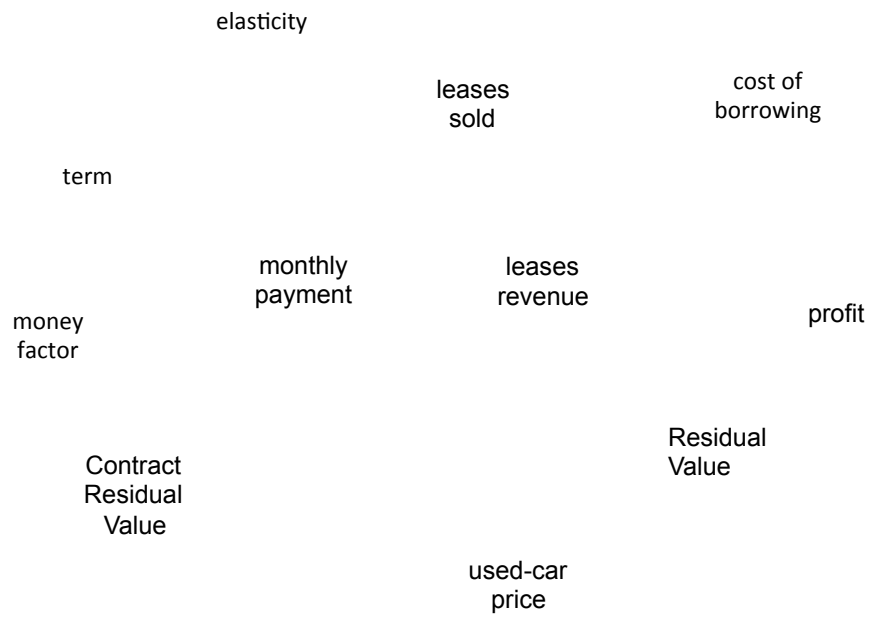 elasticity
leases
sold
cost of
borrowing
term
monthly
payment
leases
revenue
profit
money
factor
Residual
Value
Contract
Residual
Value
used-car
price